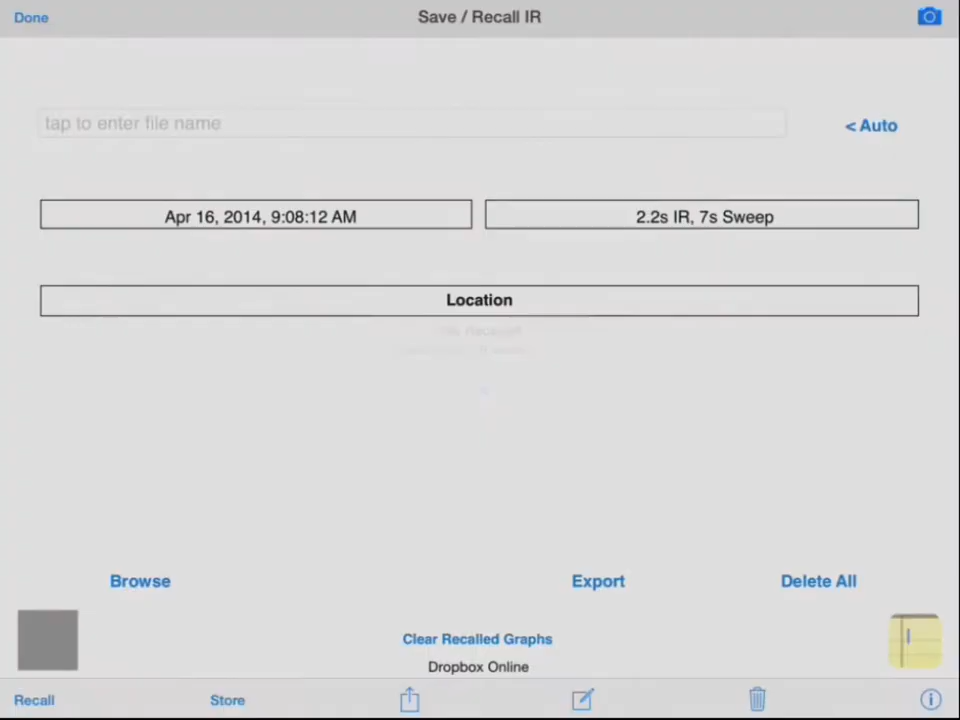 Done
Save / Recall IR
tap to enter file name
< Auto
Apr 16, 2014, 9:08:12 AM
2.2s IR, 7s Sweep
Location
Browse
Export
Delete All
Clear Recalled Graphs
Dropbox Online
Recall
Store